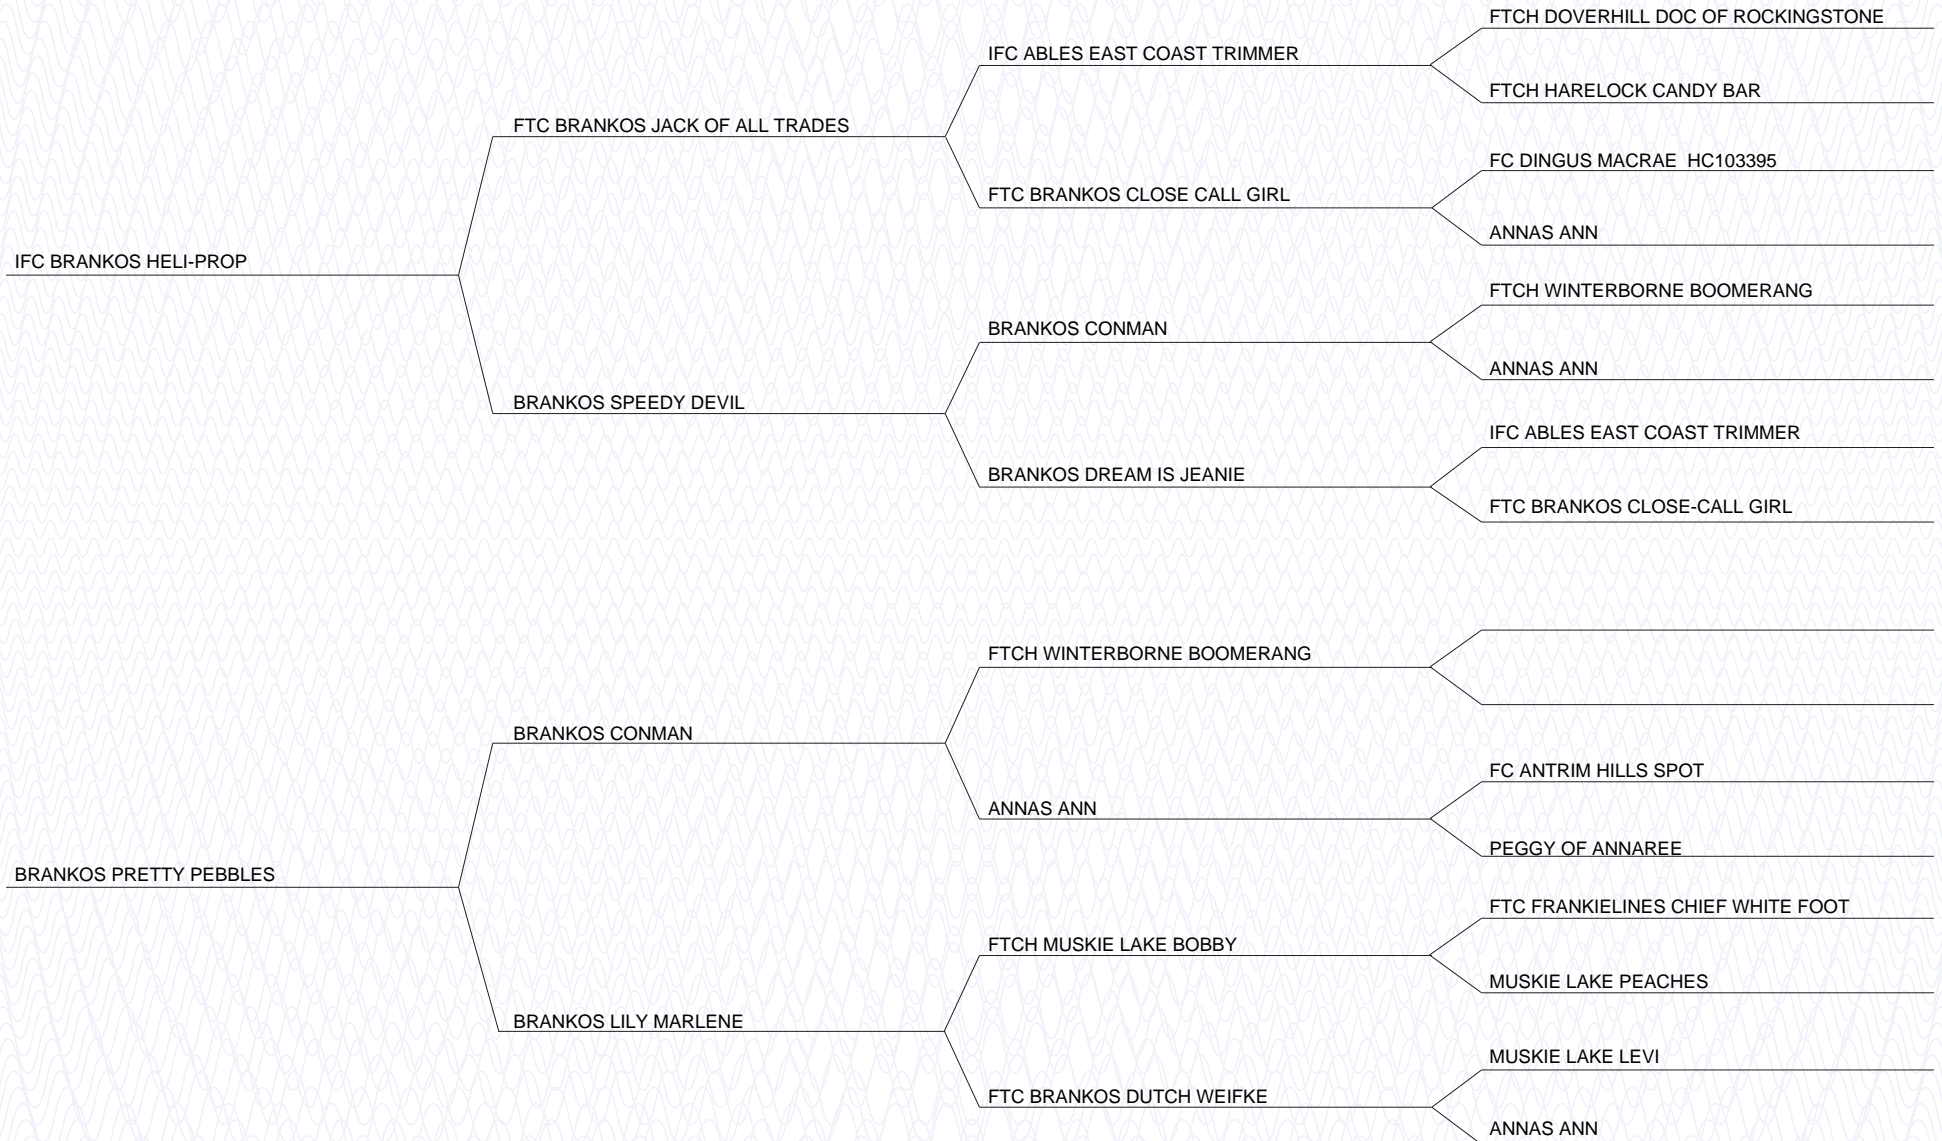 FTCH DOVERHILL DOC OF ROCKINGSTONE
IFC ABLES EAST COAST TRIMMER
FTCH HARELOCK CANDY BAR
FTC BRANKOS JACK OF ALL TRADES
FC DINGUS MACRAE  HC103395
FTC BRANKOS CLOSE CALL GIRL
ANNAS ANN
IFC BRANKOS HELI-PROP
FTCH WINTERBORNE BOOMERANG
BRANKOS CONMAN
ANNAS ANN
BRANKOS SPEEDY DEVIL
IFC ABLES EAST COAST TRIMMER
BRANKOS DREAM IS JEANIE
FTC BRANKOS CLOSE-CALL GIRL
FTCH WINTERBORNE BOOMERANG
BRANKOS CONMAN
FC ANTRIM HILLS SPOT
ANNAS ANN
PEGGY OF ANNAREE
BRANKOS PRETTY PEBBLES
FTC FRANKIELINES CHIEF WHITE FOOT
FTCH MUSKIE LAKE BOBBY
MUSKIE LAKE PEACHES
BRANKOS LILY MARLENE
MUSKIE LAKE LEVI
FTC BRANKOS DUTCH WEIFKE
ANNAS ANN